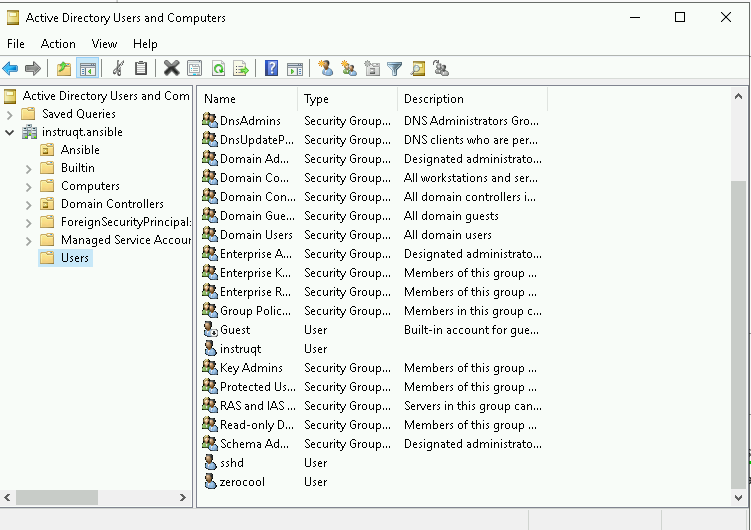 Active Directory Users and Computers
File Action View Help
Active Directory Users and Com
Saved Queries
instruqt.ansible
Ansible
Builtin
Computers
Domain Controllers
ForeignSecurityPrincipals
Managed Service Accour
Users
Name Type Description
DnsAdmins Security Group... DNS Administrators Gro...
DnsUpdateP... Security Group... DNS clients who are per...
Domain Ad... Security Group... Designated administrato...
Domain Co... Security Group... All workstations and ser...
Domain Con... Security Group... All domain controllers i...
Domain Gue... Security Group... All domain guests
Domain Users Security Group... All domain users
Enterprise A... Security Group... Designated administrato...
Enterprise K... Security Group... Members of this group ...
Enterprise R... Security Group... Members of this group ...
Group Polic... Security Group... Members in this group c...
Guest User Built-in account for gue...
instruqt User
Key Admins Security Group... Members of this group ...
Protected Us... Security Group... Members of this group ...
RAS and IAS ... Security Group... Servers in this group can...
Read-only D... Security Group... Members of this group ...
Schema Ad... Security Group... Designated administrato...
sshd User
zerocool User